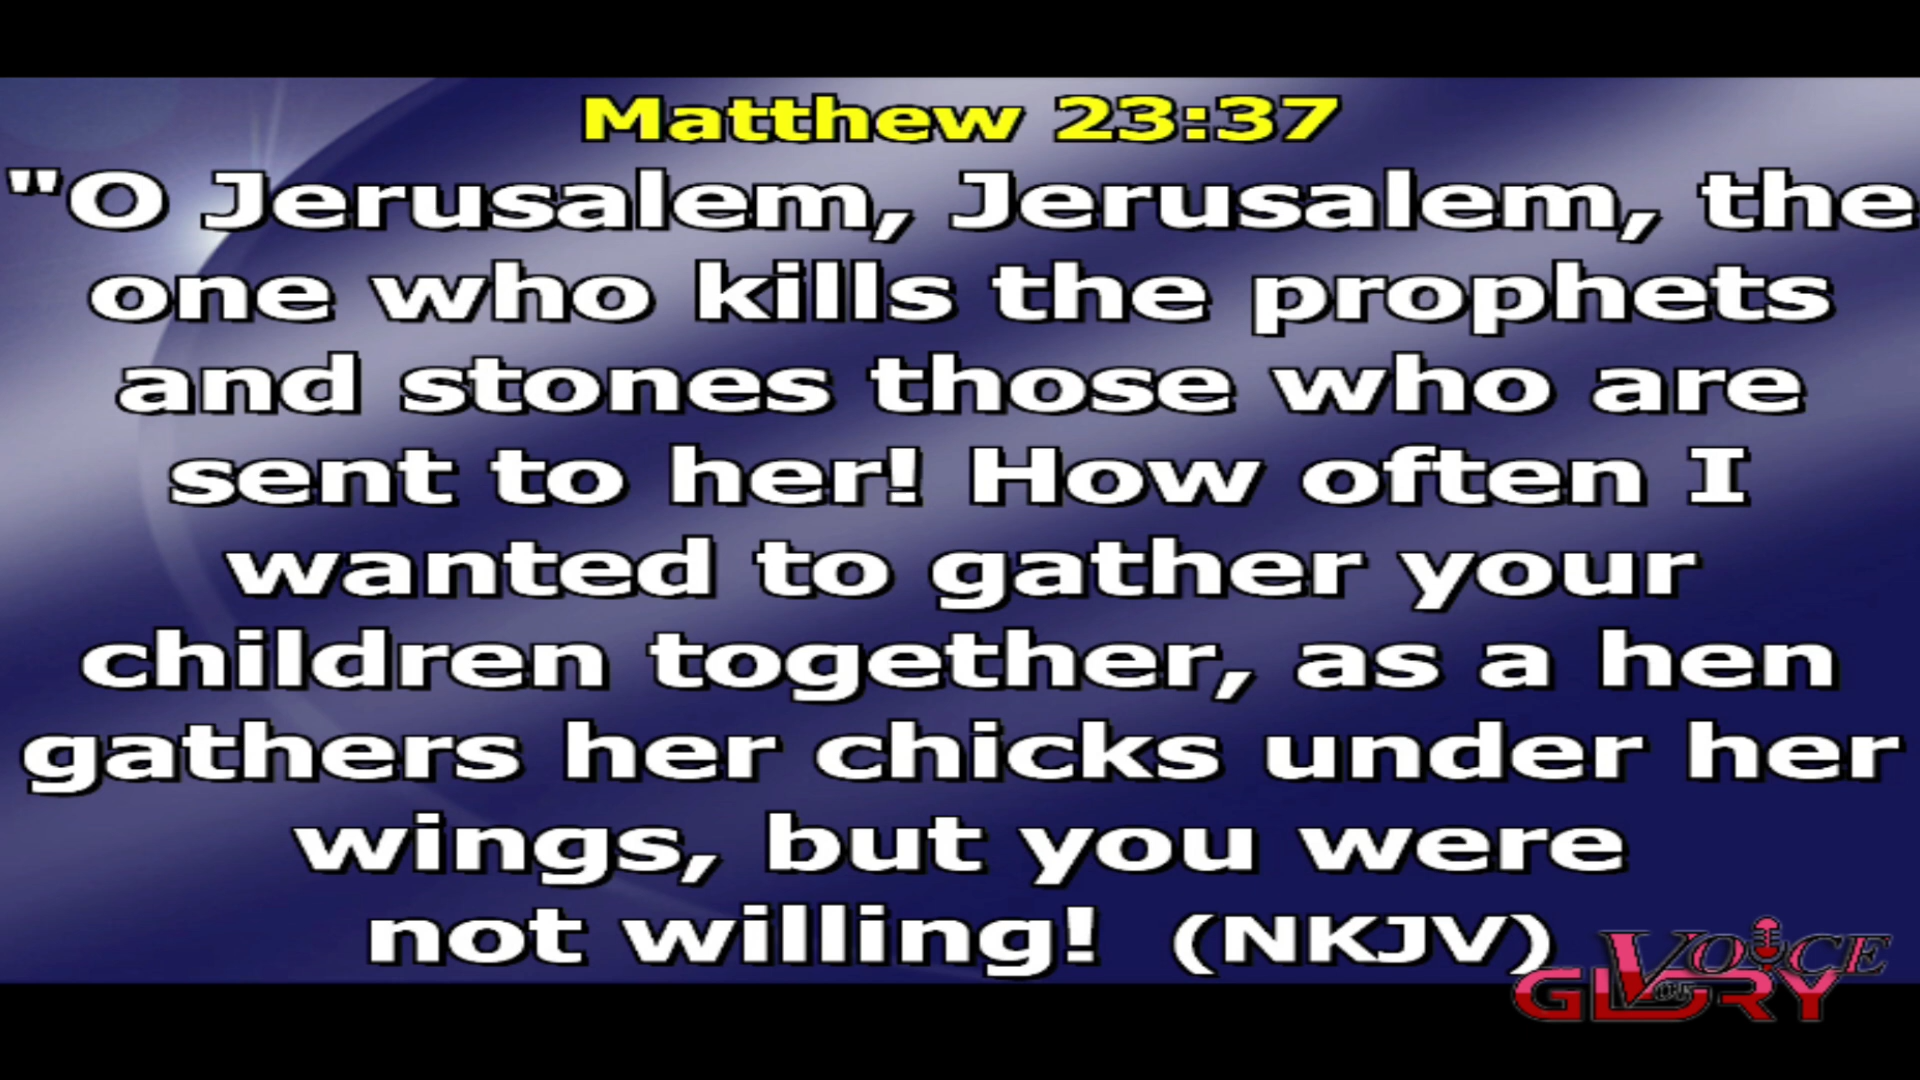 Matthew 23:37
"O Jerusalem, Jerusalem, the
one who kills the prophets
and stones those who are
sent to her! How often I
wanted to gather your
children together, as a hen
gathers her chicks under her
wings, but you were
not willing! (NKJV)
VOICE
OF
GLORY